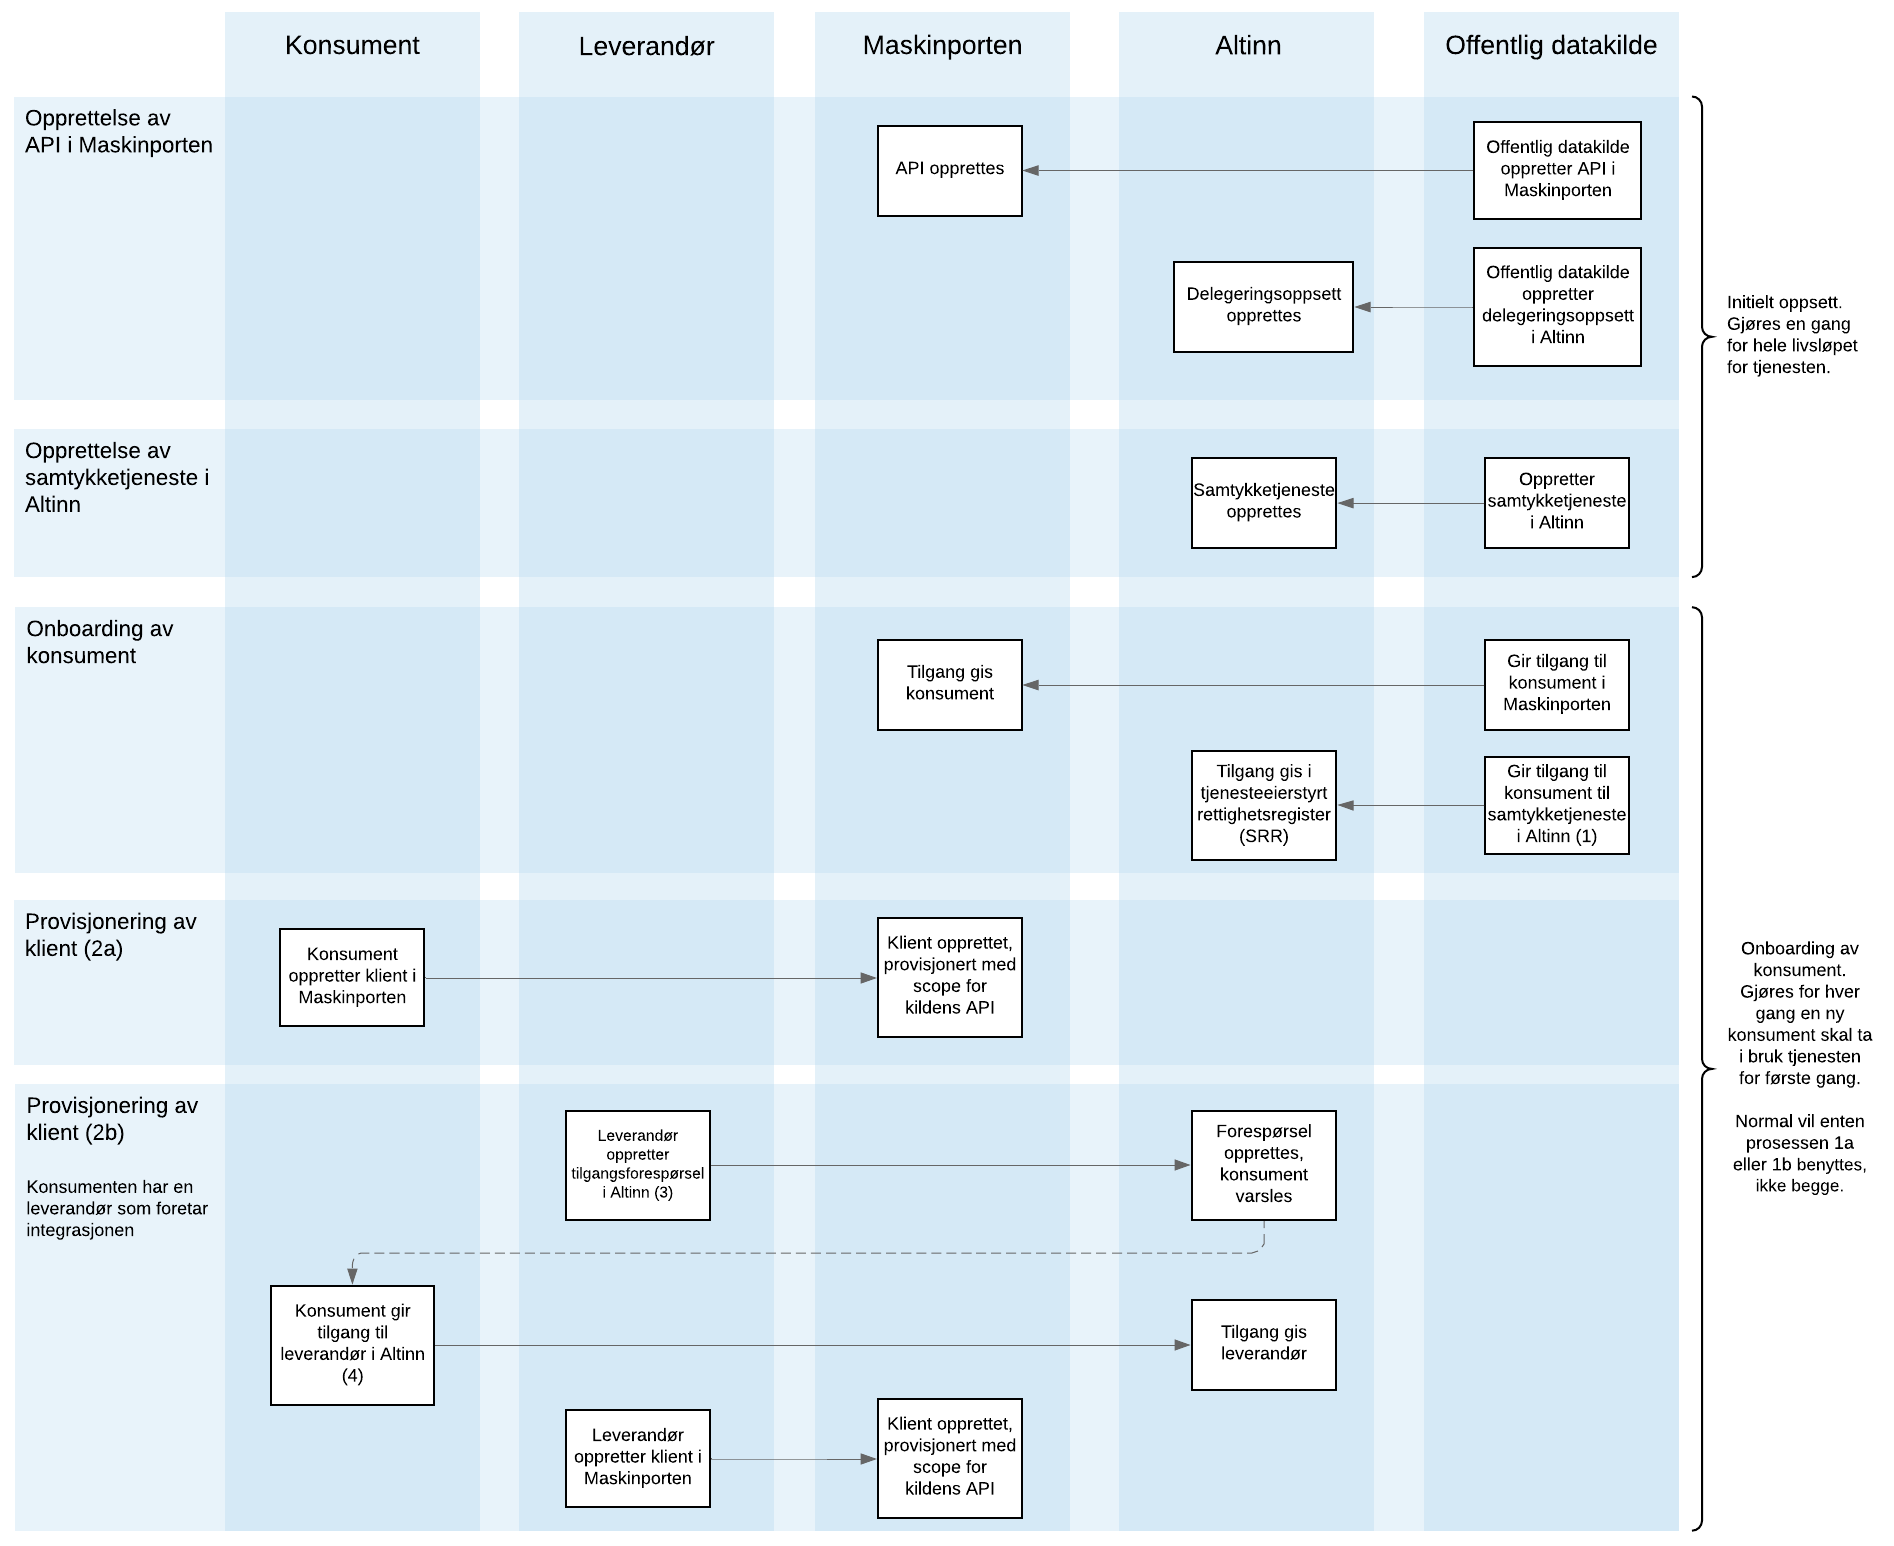 Konsument
Leverandør
Maskinporten
Altinn
Offentlig datakilde
Opprettelse av
API i Maskinporten
API opprettes
Offentlig datakilde
oppretter API i
Maskinporten
Delegeringsoppsett
opprettes
Offentlig datakilde
oppretter
delegeringsoppsett
i Altinn
Initielt oppsett.
Gjøres en gang
for hele livsløpet
for tjenesten.
Opprettelse av
samtykketjeneste i
Altinn
Samtykketjeneste
opprettes
Oppretter
samtykketjeneste
i Altinn
Onboarding av
konsument
Tilgang gis
konsument
Gir tilgang til
konsument i
Maskinporten
Tilgang gis i
tjenesteeierstyrt
rettighetsregister
(SRR)
Gir tilgang til
konsument til
samtykketjeneste
i Altinn (1)
Provisjonering av
klient (2a)
Konsument
oppretter klient i
Maskinporten
Klient opprettet,
provisjonert med
scope for
kildens API
Onboarding av
konsument.
Gjøres for hver
gang en ny
konsument skal ta
i bruk tjenesten
for første gang.
Normal vil enten
prosessen 1a
eller 1b benyttes,
ikke begge.
Provisjonering av
klient (2b)
Konsumenten har en
leverandør som foretar
integrasjonen
Leverandør
oppretter
tilgangsforespørsel
i Altinn (3)
Forespørsel
opprettes,
konsument
varsles
Konsument gir
tilgang til
leverandør i Altinn
(4)
Tilgang gis
leverandør
Leverandør
oppretter klient i
Maskinporten
Klient opprettet,
provisjonert med
scope for
kildens API